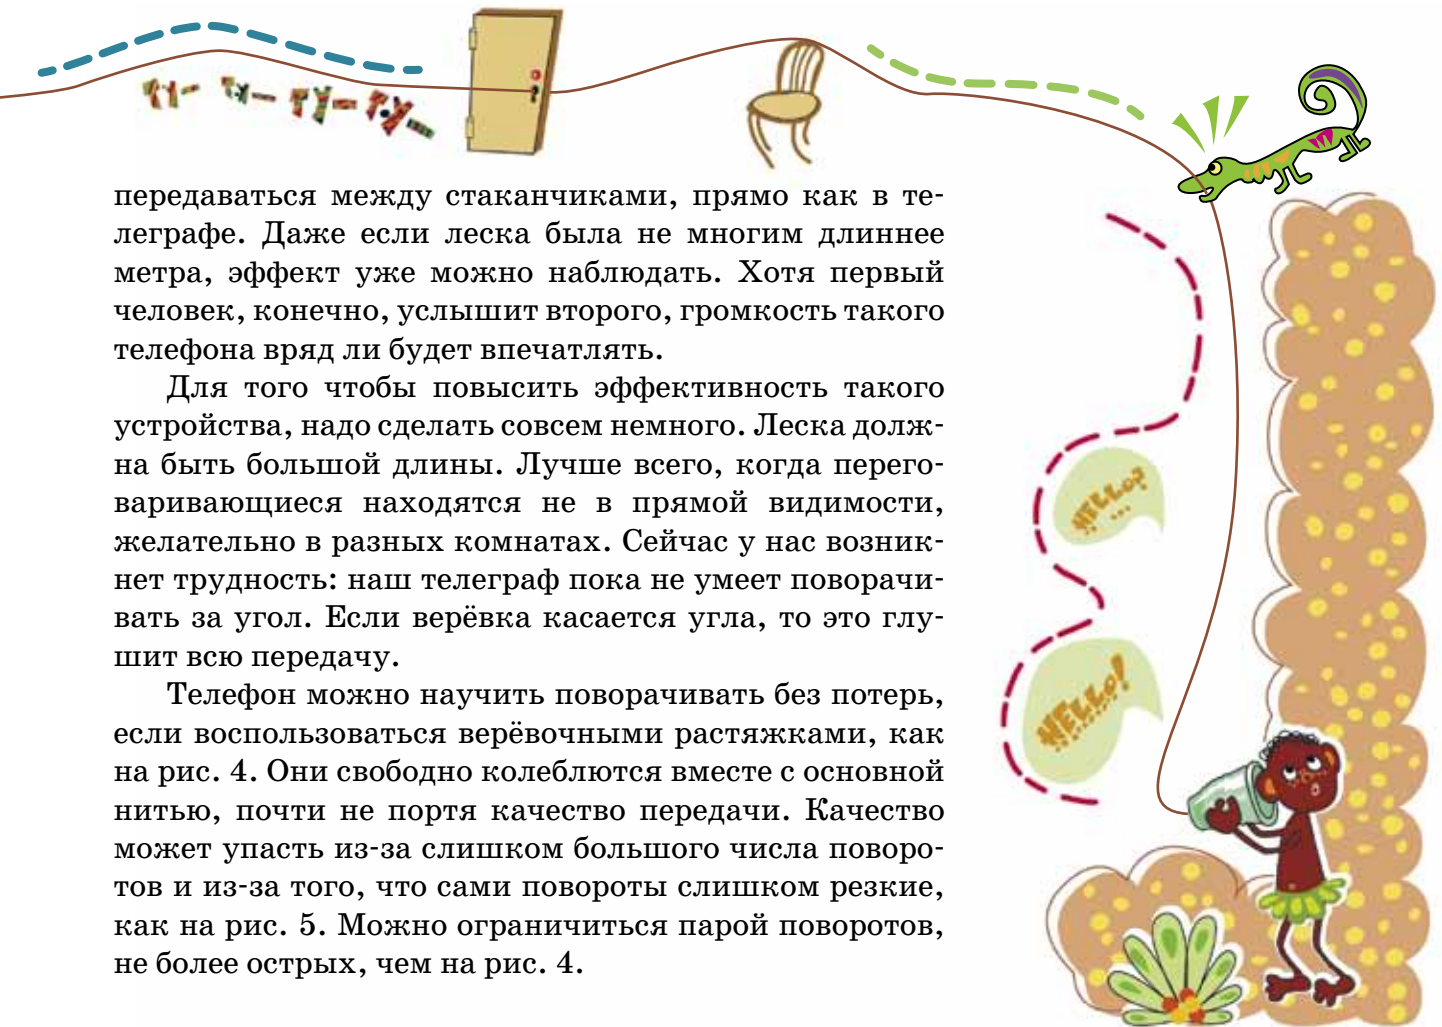 ту-
ту-
ту-
ту-
передаваться между стаканчиками, прямо как в те-
леграфе. Даже если леска была не многим длиннее
метра, эффект уже можно наблюдать. Хотя первый
человек, конечно, услышит второго, громкость такого
телефона вряд ли будет впечатлять.
Для того чтобы повысить эффективность такого
устройства, надо сделать совсем немного. Леска долж-
на быть большой длины. Лучше всего, когда перего-
варивающиеся находятся не в прямой видимости,
желательно в разных комнатах. Сейчас у нас возник-
нет трудность: наш телеграф пока не умеет поворачи-
вать за угол. Если верёвка касается угла, то это глу-
шит всю передачу.
Телефон можно научить поворачивать без потерь,
если воспользоваться верёвочными растяжками, как
на рис. 4. Они свободно колеблются вместе с основной
нитью, почти не портя качество передачи. Качество
может упасть из-за слишком большого числа поворо-
тов и из-за того, что сами повороты слишком резкие,
как на рис. 5. Можно ограничиться парой поворотов,
не более острых, чем на рис. 4.
HELLO?
...
HELLO!